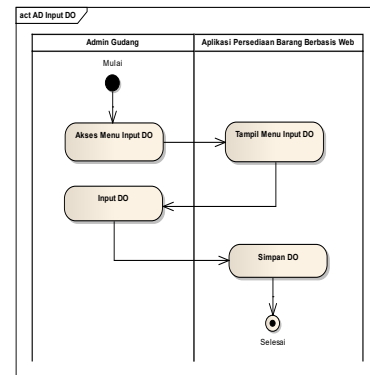 act AD Input DO
Admin Gudang
Aplikasi Persediaan Barang Berbasis Web
Mulai
Akses Menu Input DO
Tampil Menu Input DO
Input DO
Simpan DO
Selesai